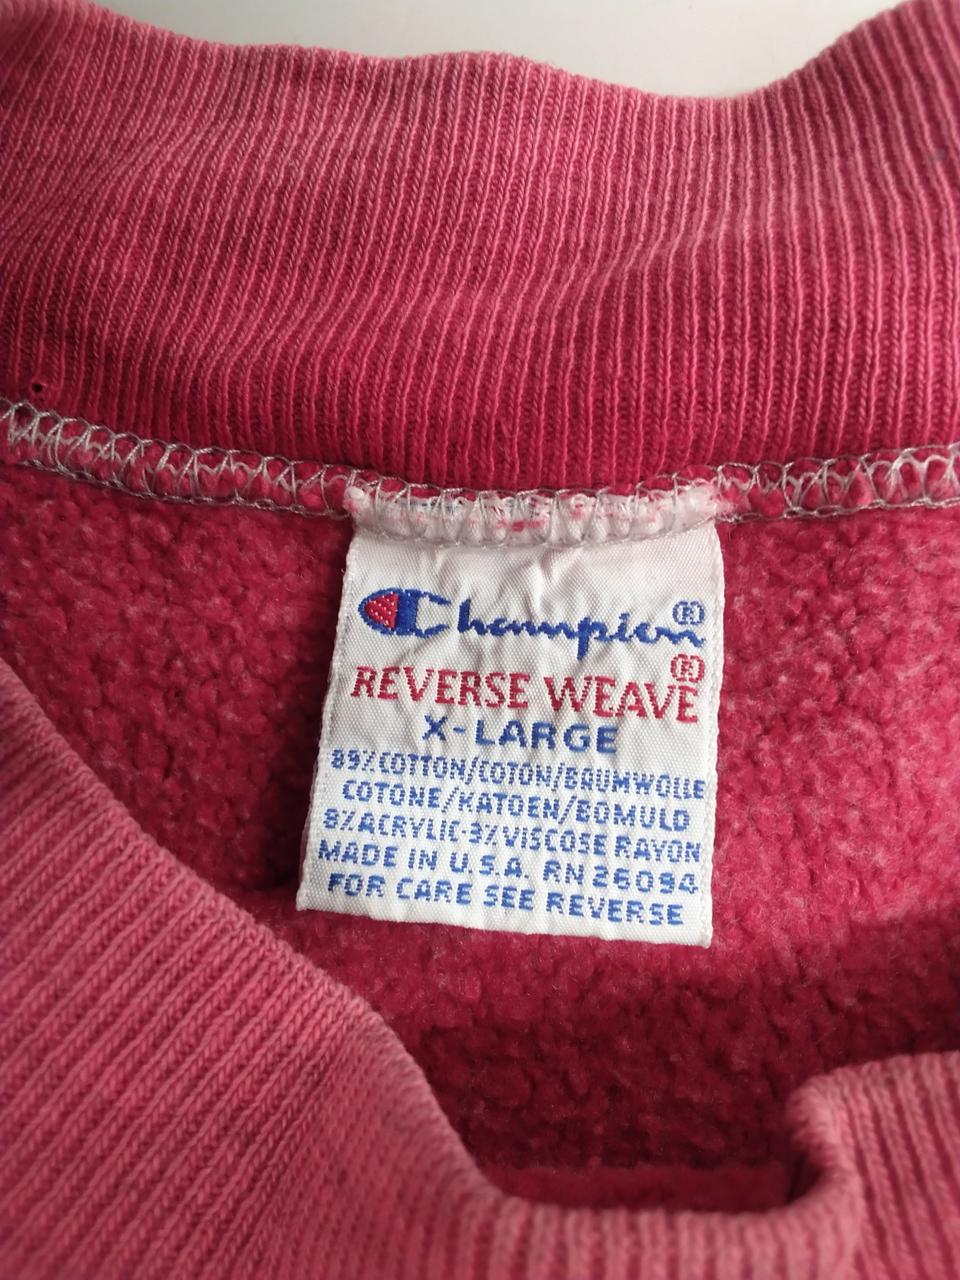 Champion®
REVERSE WEAVE®
X-LARGE
89% COTTON/COTON/BAUMWOLLE
COTONE/KATOEN/BOMULD
8% ACRYLIC-3% VISCOSE RAYON
MADE IN U.S.A. RN 26094
FOR CARE SEE REVERSE